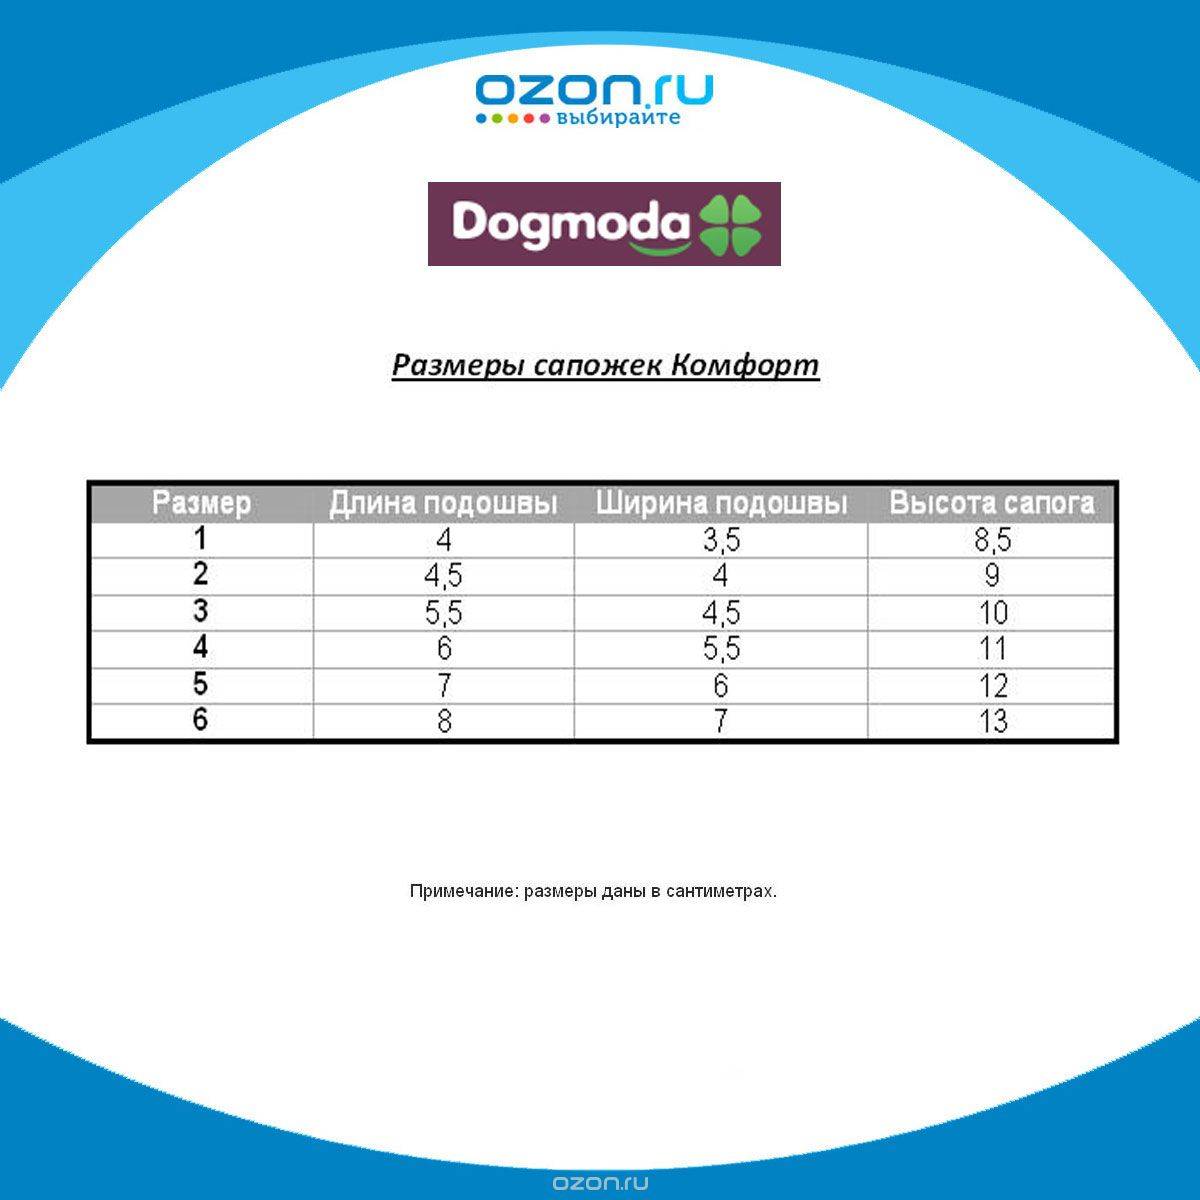 ozon.ru
выбирайте
Dogmoda
Размеры сапожек Комфорт
Размер Длина подошвы Ширина подошвы Высота сапога
1 4 3,5 8,5
2 4,5 4 9
3 5,5 4,5 10
4 6 5,5 11
5 7 6 12
6 8 7 13
Примечание: размеры даны в сантиметрах.
ozon.ru